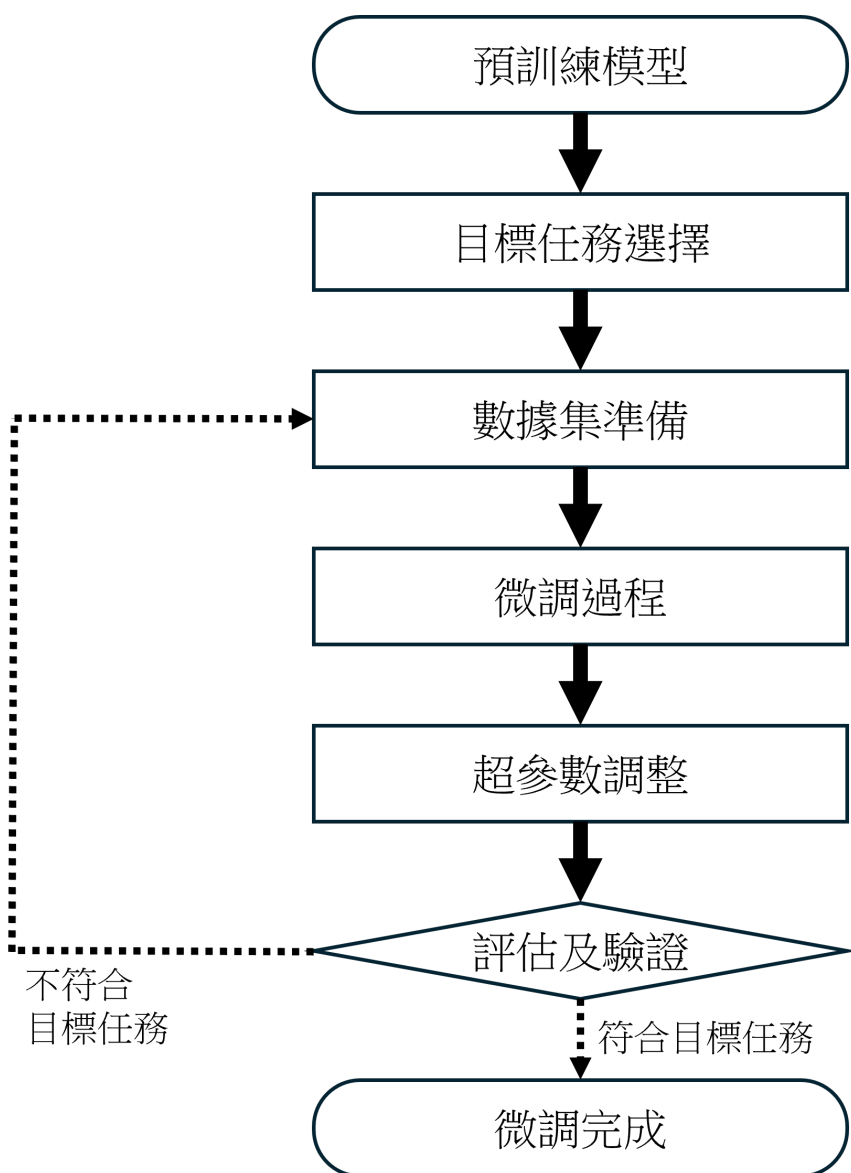 預訓練模型
目標任務選擇
數據集準備
微調過程
超參數調整
評估及驗證
不符合
目標任務
符合目標任務
微調完成